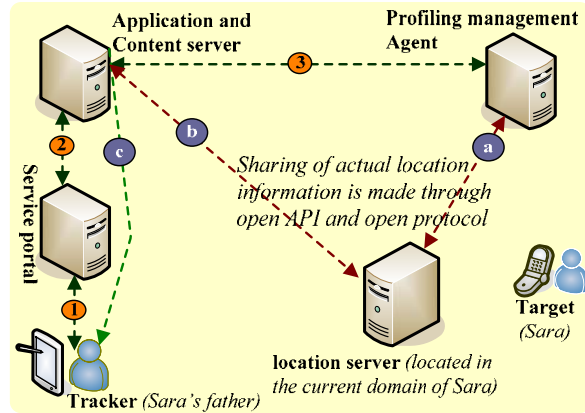 Application and
Content server
Profiling management
Agent
3
b
a
2
c
Sharing of actual location
information is made through
open API and open protocol
Service portal
1
Target
(Sara)
location server (located in
the current domain of Sara)
Tracker (Sara's father)